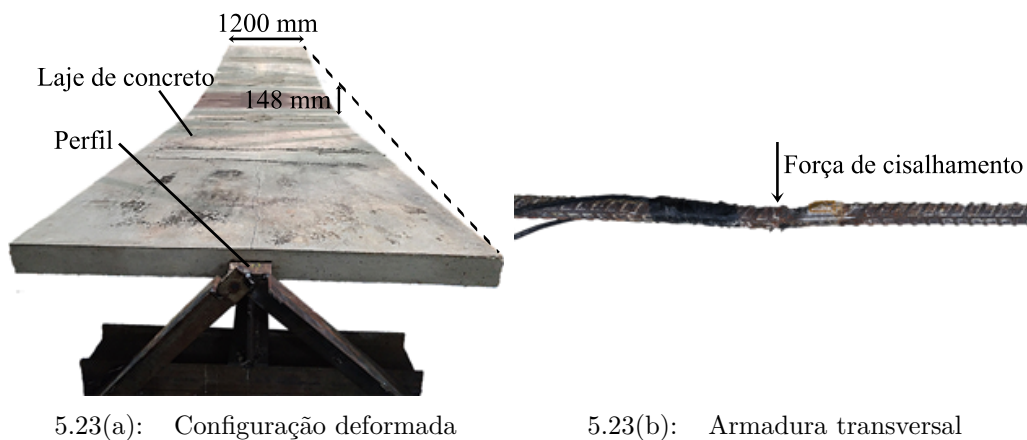 1200 mm
Laje de concreto
148 mm
Perfil
Força de cisalhamento
5.23(a): Configuração deformada
5.23(b): Armadura transversal